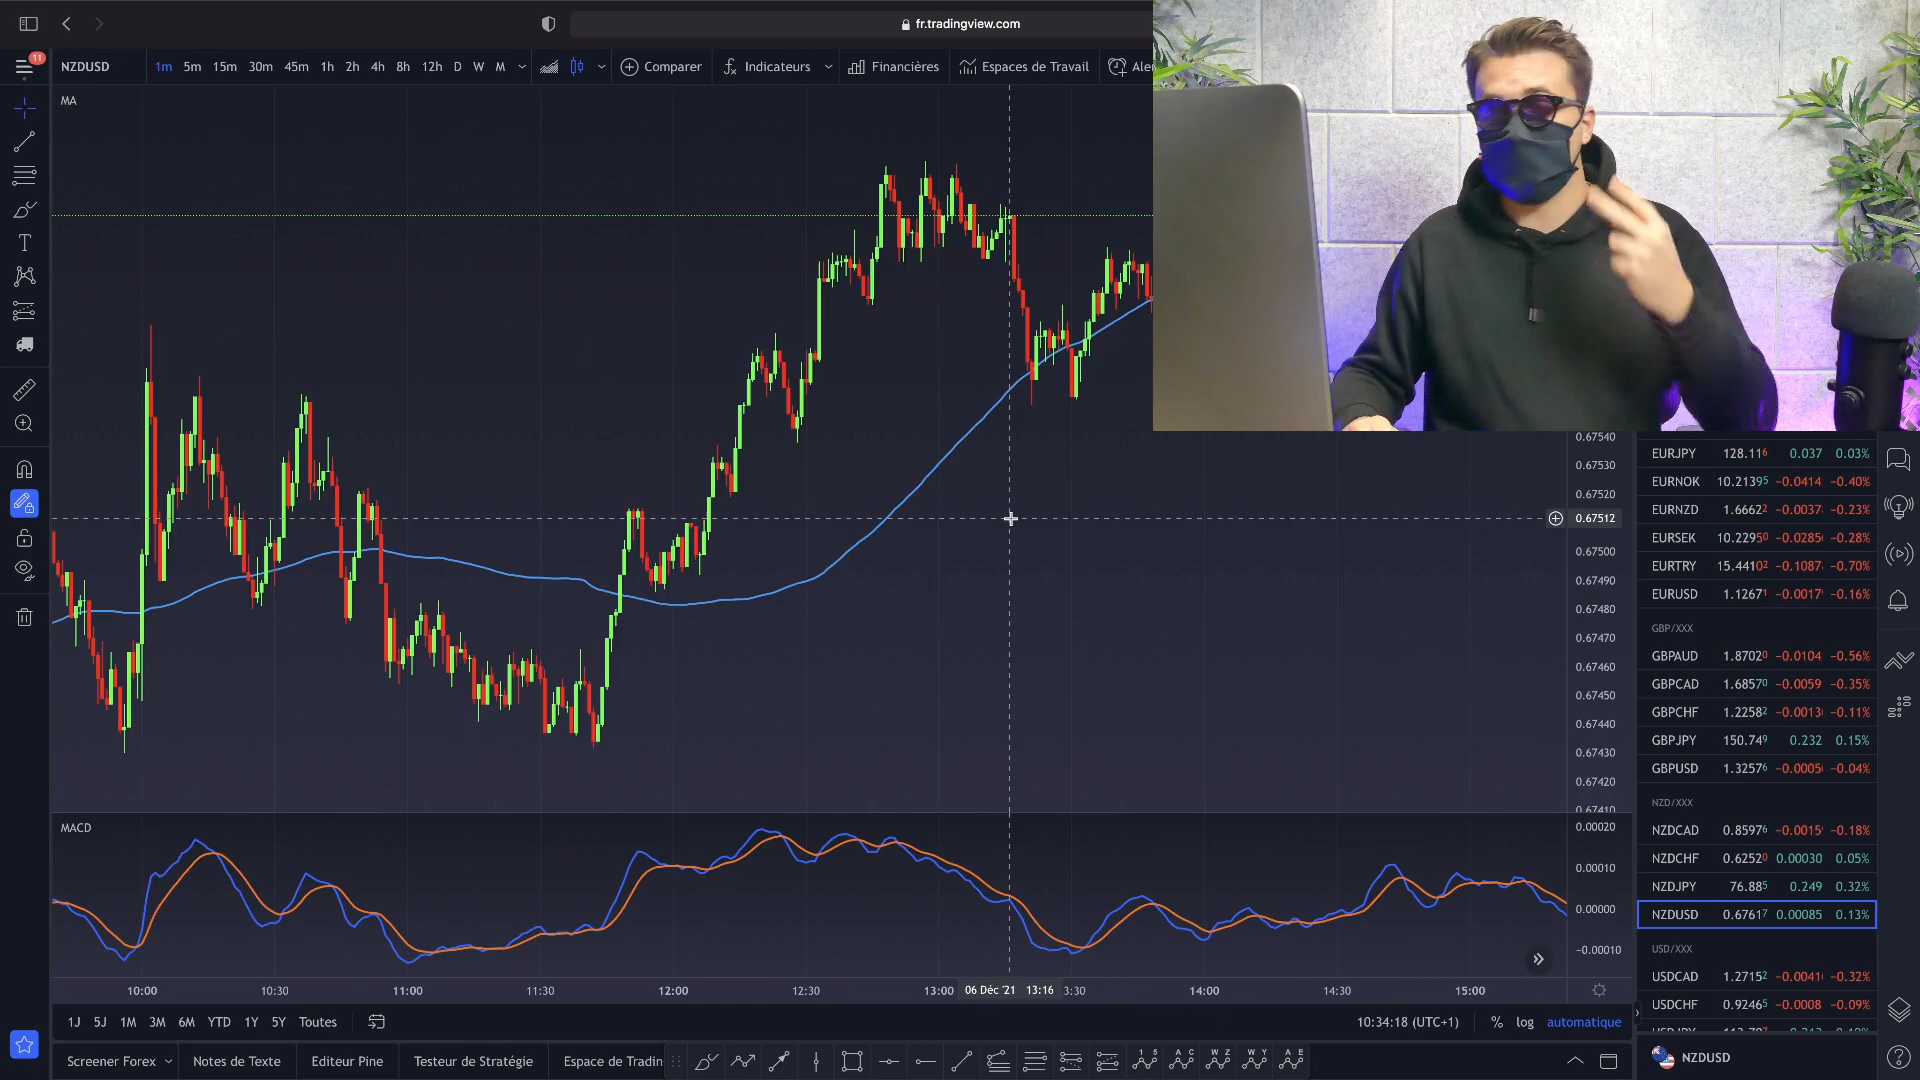 fr.tradingview.com
11
NZDUSD 1m 5m 15m 30m 45m 1h 2h 4h 8h 12h D W M Comparer Indicateurs Financières Espaces de Travail Ale
MA
0.67540
0.67530
0.67520
0.67512
0.67500
0.67490
0.67480
0.67470
0.67460
0.67450
0.67440
0.67430
0.67420
0.67410
MACD
0.00020
0.00010
0.00000
−0.00010
10:00 10:30 11:00 11:30 12:00 12:30 13:00 06 Déc '21 13:16 3:30 14:00 14:30 15:00
1J 5J 1M 3M 6M YTD 1Y 5Y Toutes 10:34:18 (UTC+1) % log automatique
Screener Forex Notes de Texte Editeur Pine Testeur de Stratégie Espace de Tradin
EURJPY 128.116 0.037 0.03%
EURNOK 10.21395 −0.0414 −0.40%
EURNZD 1.66622 −0.0037 −0.23%
EURSEK 10.22950 −0.0285 −0.28%
EURTRY 15.44102 −0.1087 −0.70%
EURUSD 1.12671 −0.0017 −0.16%
GBP/XXX
GBPAUD 1.87020 −0.0104 −0.56%
GBPCAD 1.68570 −0.0059 −0.35%
GBPCHF 1.22582 −0.0013 −0.11%
GBPJPY 150.749 0.232 0.15%
GBPUSD 1.32576 −0.0005 −0.04%
NZD/XXX
NZDCAD 0.85976 −0.0015 −0.18%
NZDCHF 0.62520 0.00030 0.05%
NZDJPY 76.885 0.249 0.32%
NZDUSD 0.67617 0.00085 0.13%
USD/XXX
USDCAD 1.27152 −0.0041 −0.32%
USDCHF 0.92465 −0.0008 −0.09%
NZDUSD